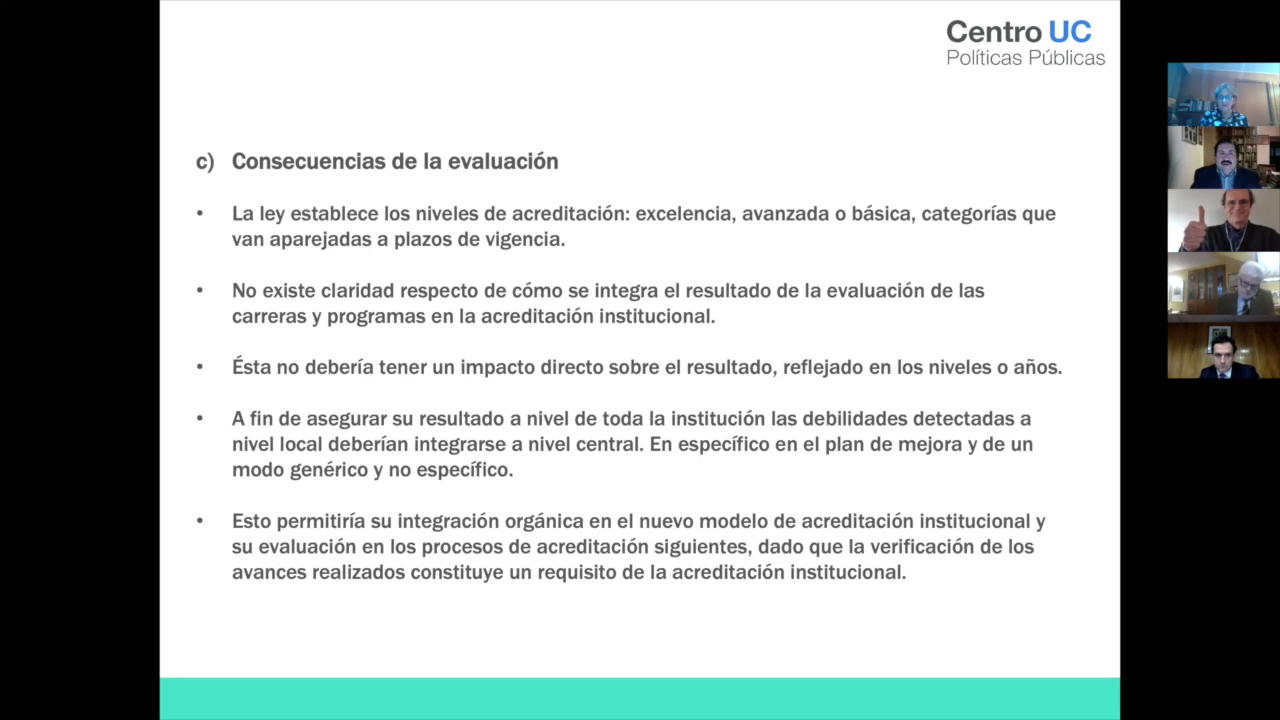 Centro UC
Políticas Públicas
c) Consecuencias de la evaluación
• La ley establece los niveles de acreditación: excelencia, avanzada o básica, categorías que
van aparejadas a plazos de vigencia.
• No existe claridad respecto de cómo se integra el resultado de la evaluación de las
carreras y programas en la acreditación institucional.
• Ésta no debería tener un impacto directo sobre el resultado, reflejado en los niveles o años.
• A fin de asegurar su resultado a nivel de toda la institución las debilidades detectadas a
nivel local deberían integrarse a nivel central. En específico en el plan de mejora y de un
modo genérico y no específico.
• Esto permitiría su integración orgánica en el nuevo modelo de acreditación institucional y
su evaluación en los procesos de acreditación siguientes, dado que la verificación de los
avances realizados constituye un requisito de la acreditación institucional.